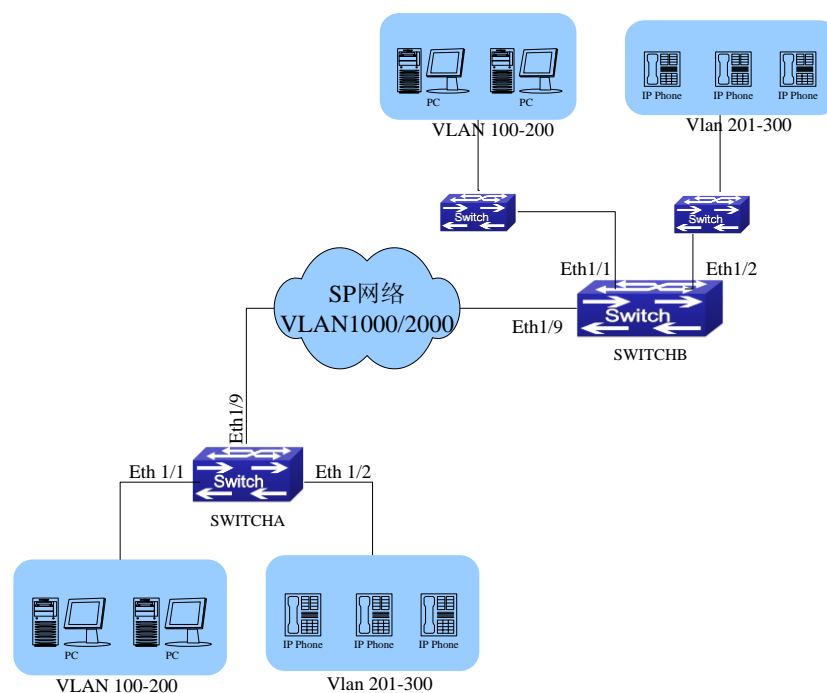 PC
PC
IP Phone
IP Phone
IP Phone
VLAN 100-200
Vlan 201-300
Switch
Switch
Eth1/1
Eth1/2
SP网络
VLAN1000/2000
Eth1/9
Switch
SWITCHB
Eth1/9
Eth 1/1
Switch
Eth 1/2
SWITCHA
PC
PC
IP Phone
IP Phone
IP Phone
VLAN 100-200
Vlan 201-300